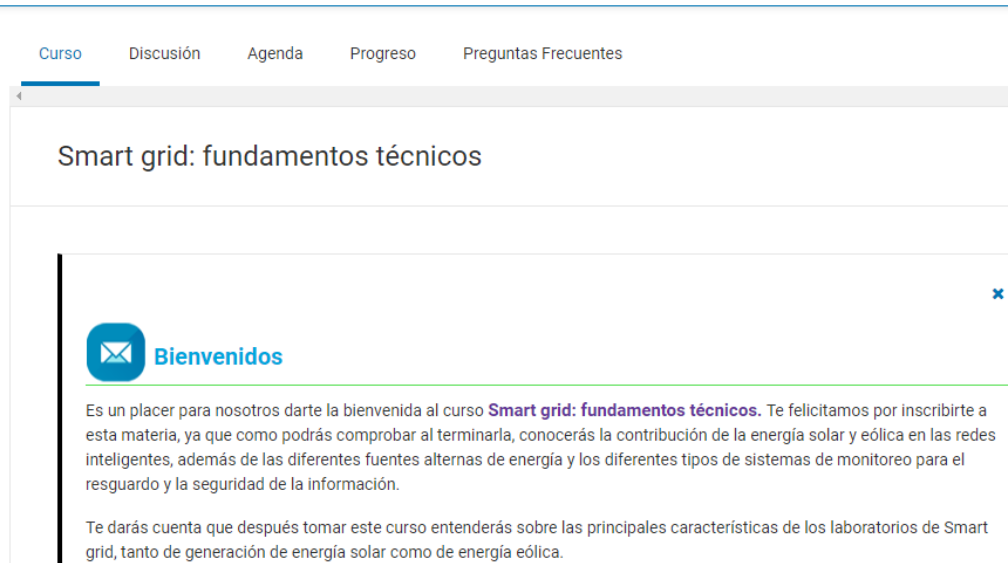 Curso Discusión Agenda Progreso Preguntas Frecuentes
Smart grid: fundamentos técnicos
Bienvenidos
Es un placer para nosotros darte la bienvenida al curso Smart grid: fundamentos técnicos. Te felicitamos por inscribirte a
esta materia, ya que como podrás comprobar al terminarla, conocerás la contribución de la energía solar y eólica en las redes
inteligentes, además de las diferentes fuentes alternas de energía y los diferentes tipos de sistemas de monitoreo para el
resguardo y la seguridad de la información.
Te darás cuenta que después tomar este curso entenderás sobre las principales características de los laboratorios de Smart
grid, tanto de generación de energía solar como de energía eólica.